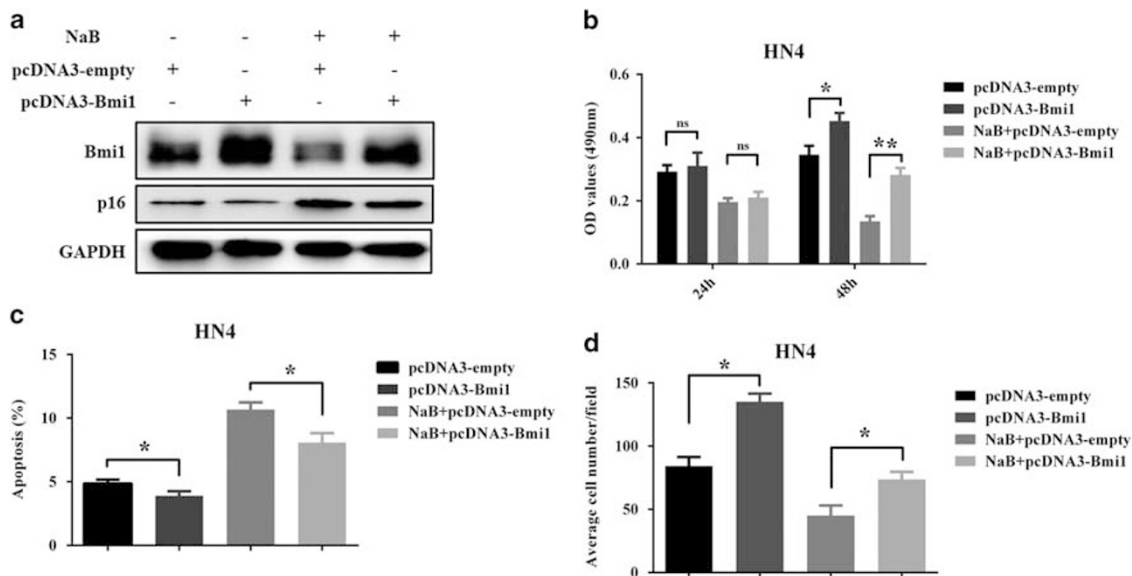 a
NaB - - + +
pcDNA3-empty + - + -
pcDNA3-Bmi1 - + - +
Bmi1
p16
GAPDH
b
HN4
OD values (490nm)
0.6
0.4
0.2
0.0
ns
ns
*
**
24h
48h
pcDNA3-empty
pcDNA3-Bmi1
NaB+pcDNA3-empty
NaB+pcDNA3-Bmi1
c
HN4
Apoptosis (%)
15
10
5
0
*
*
pcDNA3-empty
pcDNA3-Bmi1
NaB+pcDNA3-empty
NaB+pcDNA3-Bmi1
d
HN4
Average cell number/field
150
100
50
0
*
*
pcDNA3-empty
pcDNA3-Bmi1
NaB+pcDNA3-empty
NaB+pcDNA3-Bmi1